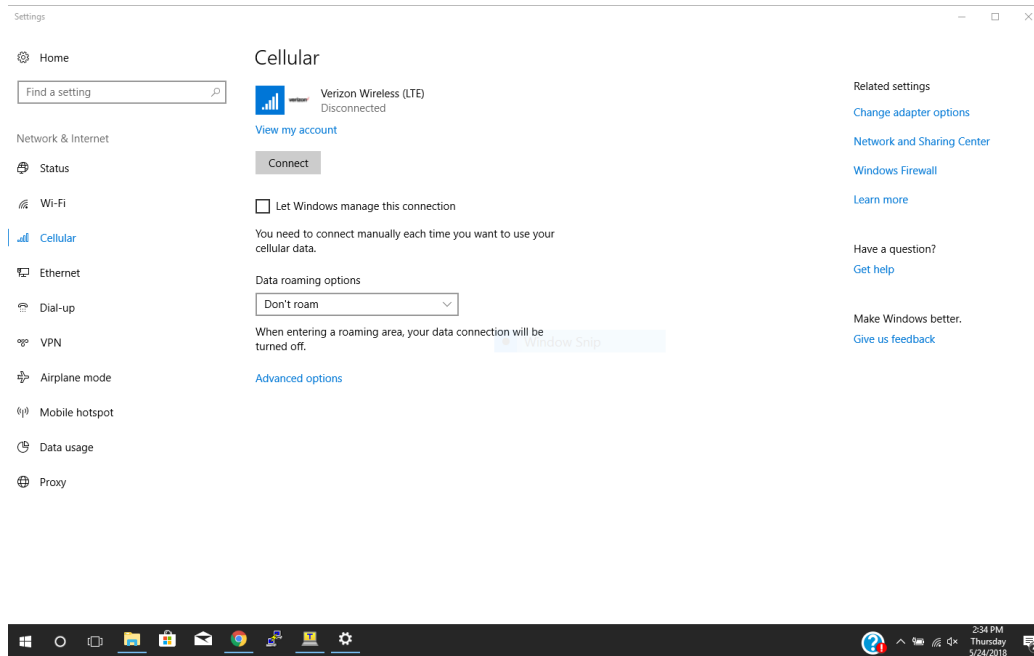 Settings
Home
Find a setting
Network & Internet
Status
Wi-Fi
Cellular
Ethernet
Dial-up
VPN
Airplane mode
Mobile hotspot
Data usage
Proxy
Cellular
verizon
Verizon Wireless (LTE)
Disconnected
View my account
Connect
Let Windows manage this connection
You need to connect manually each time you want to use your
cellular data.
Data roaming options
Don't roam
When entering a roaming area, your data connection will be
turned off.
Window Snip
Advanced options
Related settings
Change adapter options
Network and Sharing Center
Windows Firewall
Learn more
Have a question?
Get help
Make Windows better.
Give us feedback
2:34 PM
Thursday
5/24/2018